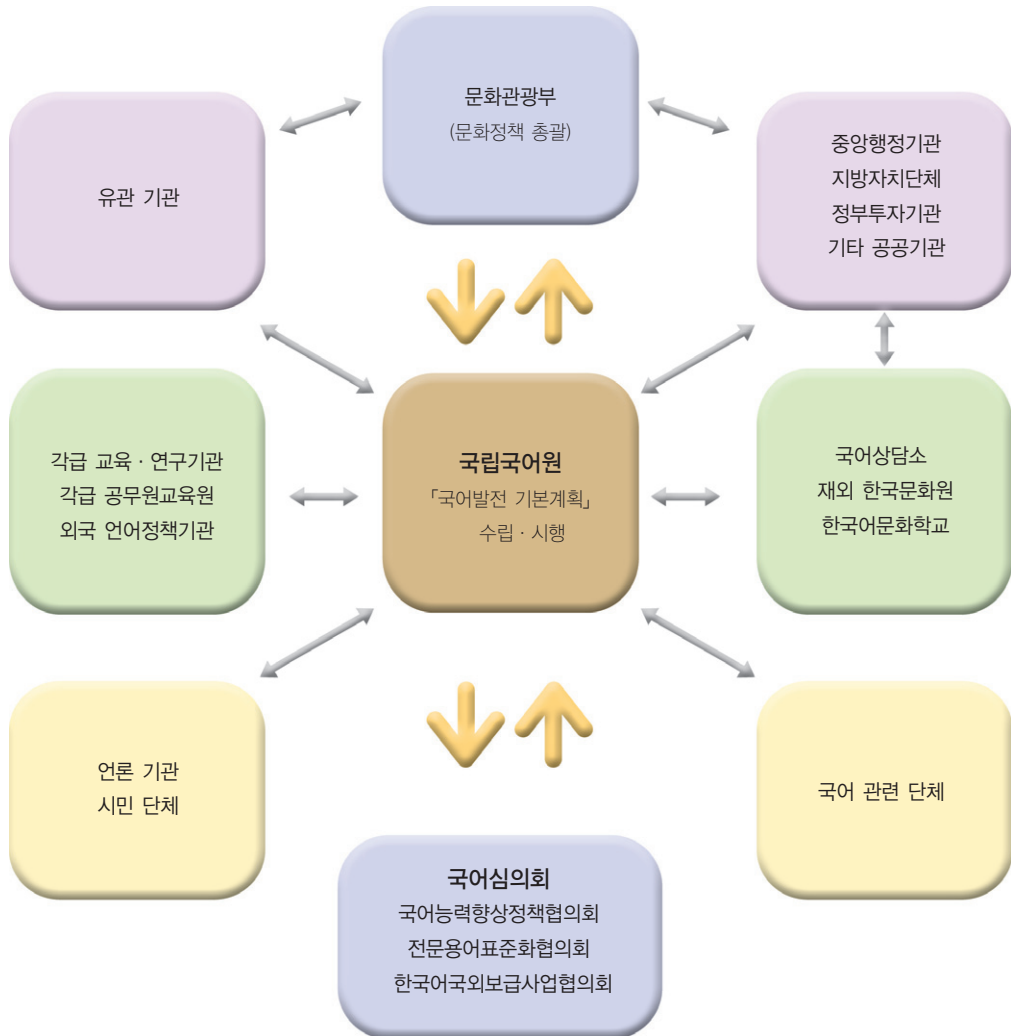 문화관광부
(문화정책 총괄)
유관 기관
중앙행정기관
지방자치단체
정부투자기관
기타 공공기관
각급 교육 · 연구기관
각급 공무원교육원
외국 언어정책기관
국립국어원
「국어발전 기본계획」
수립 · 시행
국어상담소
재외 한국문화원
한국어문화학교
언론 기관
시민 단체
국어 관련 단체
국어심의회
국어능력향상정책협의회
전문용어표준화협의회
한국어국외보급사업협의회